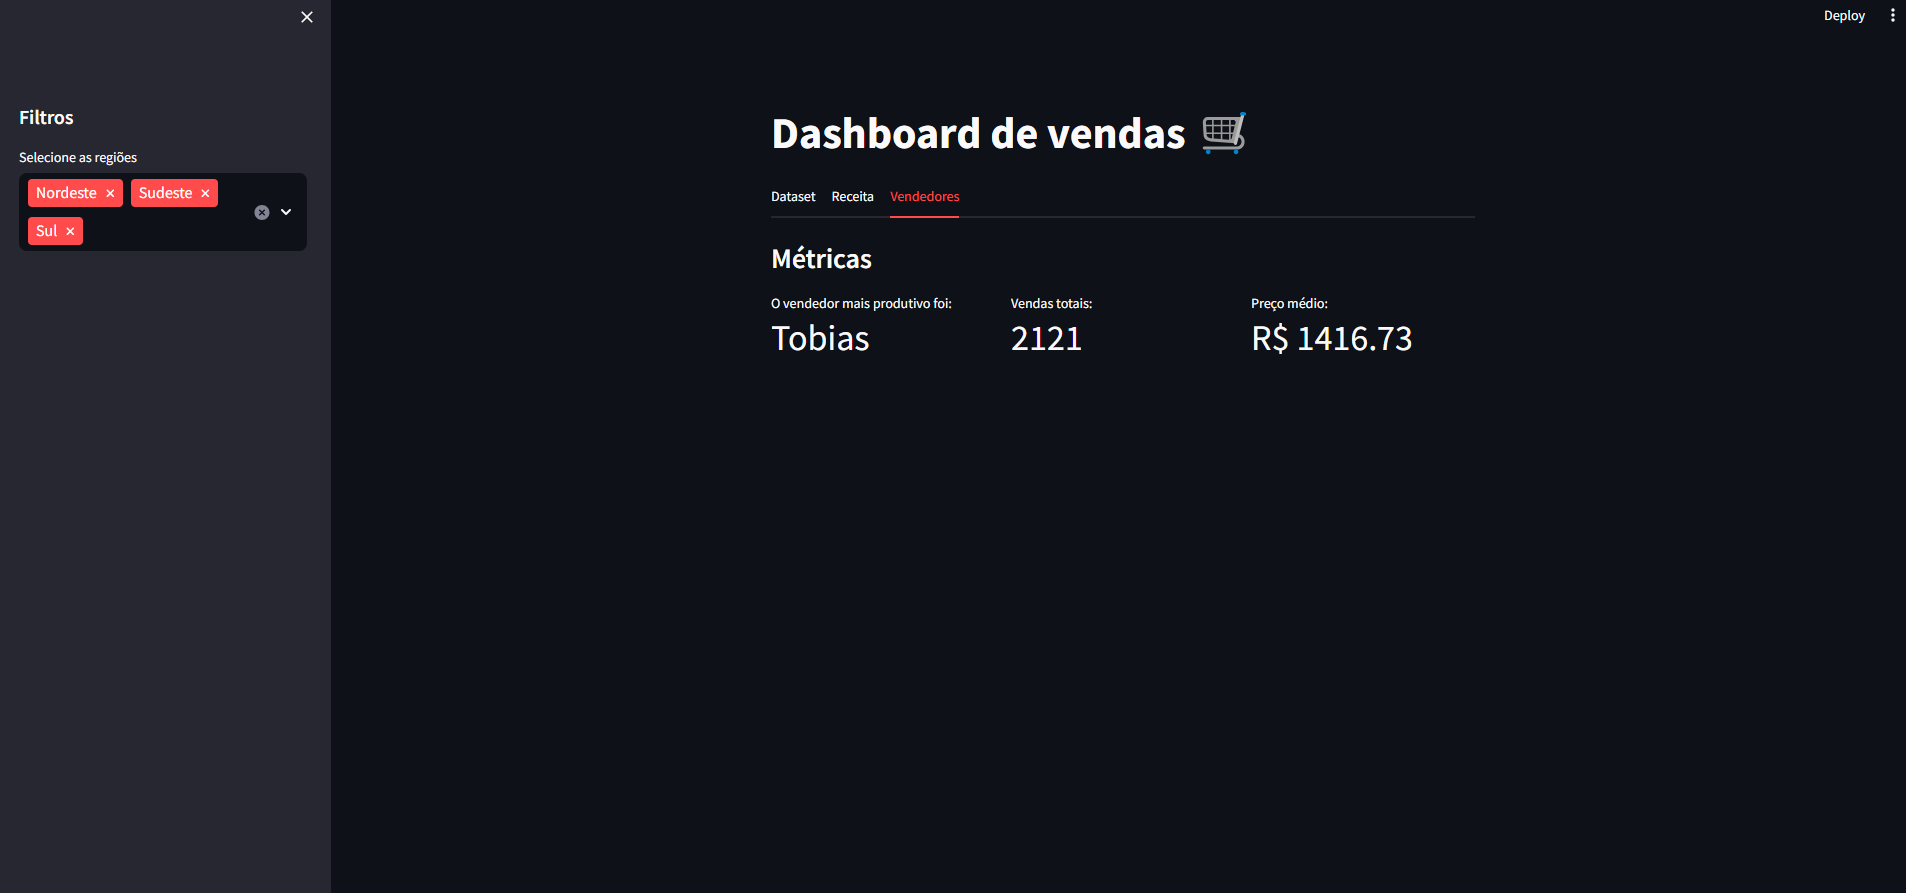 Deploy
Filtros
Selecione as regiões
Nordeste
Sudeste
Sul
Dashboard de vendas 🛒
Dataset Receita Vendedores
Métricas
O vendedor mais produtivo foi: Vendas totais: Preço médio:
Tobias 2121 R$ 1416.73